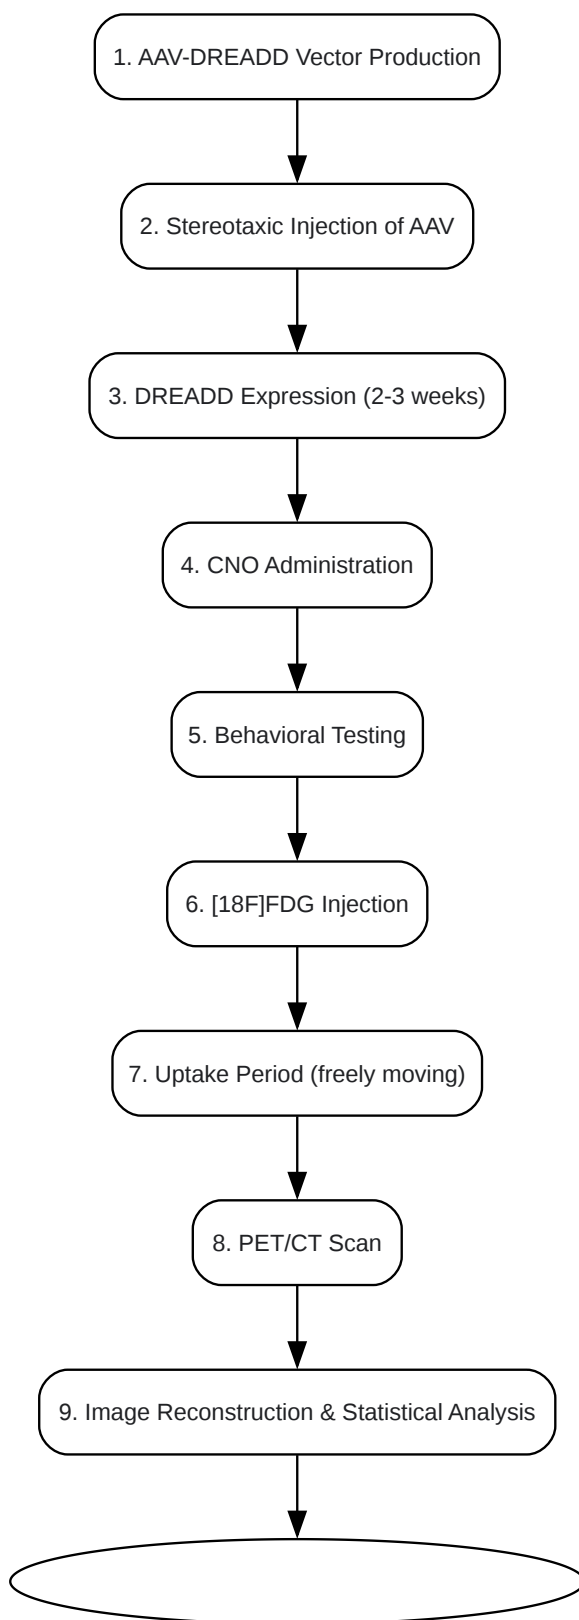 1. AAV-DREADD Vector Production
2. Stereotaxic Injection of AAV
3. DREADD Expression (2-3 weeks)
4. CNO Administration
5. Behavioral Testing
6. [18F]FDG Injection
7. Uptake Period (freely moving)
8. PET/CT Scan
9. Image Reconstruction & Statistical Analysis